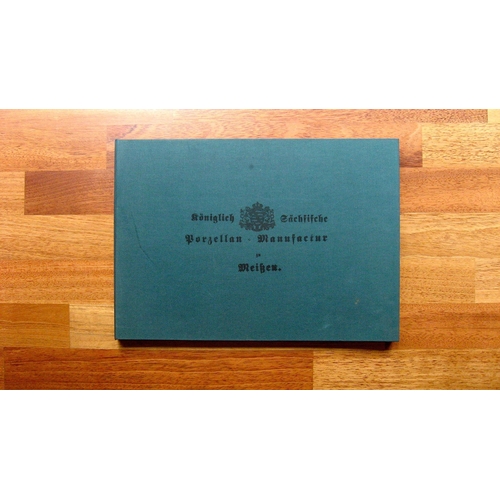 Königlich Sächsische
Porzellan - Manufactur
zu
Meißen.